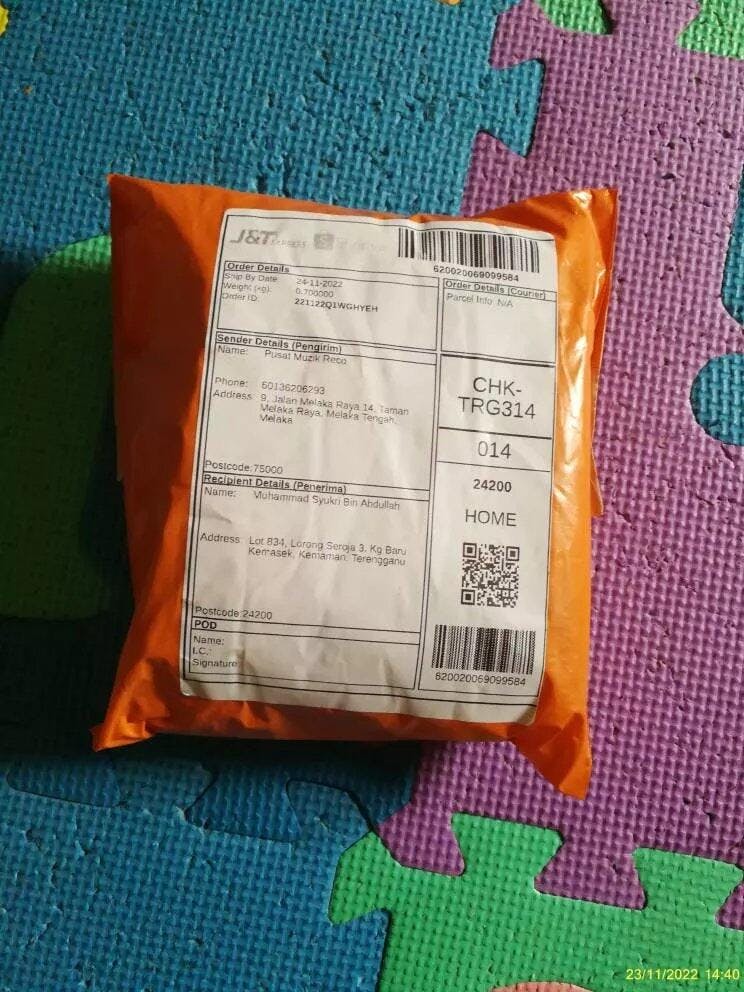 J&T EXPRESS
620020069099584
Order Details
Ship By Date: 24-11-2022
Weight (kg): 0.700000
Order ID: 221122Q1WGHYEH
Order Details (Courier)
Parcel Info: N/A
Sender Details (Pengirim)
Name: Pusat Muzik Reco
Phone: 60136206293
Address: 9, Jalan Melaka Raya 14, Taman
Melaka Raya, Melaka Tengah,
Melaka
Postcode: 75000
CHK-
TRG314
014
24200
HOME
Recipient Details (Penerima)
Name: Muhammad Syukri Bin Abdullah
Address: Lot 834, Lorong Seroja 3, Kg Baru
Kemasek, Kemaman, Terengganu
Postcode: 24200
POD
Name:
I.C.:
Signature:
620020069099584
23/11/2022 14:40